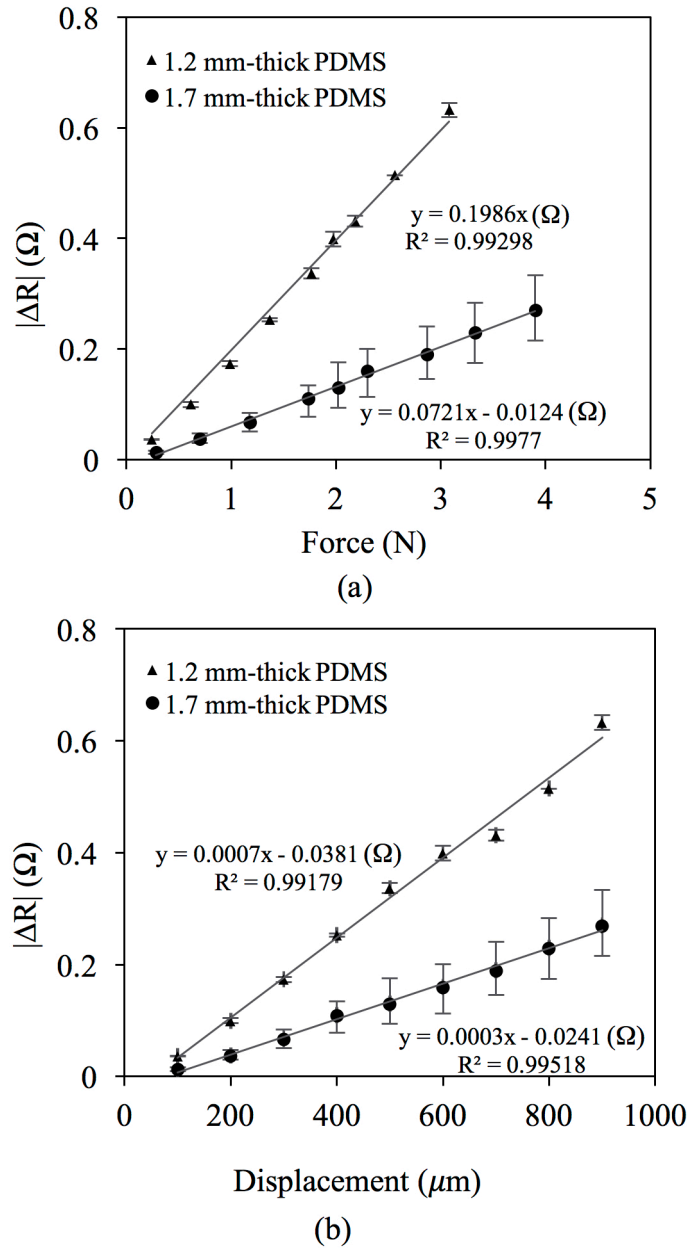 0.8
1.2 mm-thick PDMS
1.7 mm-thick PDMS
0.6
y = 0.1986x (Ω)
R² = 0.99298
0.4
|ΔR| (Ω)
0.2
y = 0.0721x - 0.0124 (Ω)
R² = 0.9977
0
0 1 2 3 4 5
Force (N)
(a)
0.8
1.2 mm-thick PDMS
1.7 mm-thick PDMS
0.6
y = 0.0007x - 0.0381 (Ω)
R² = 0.99179
0.4
|ΔR| (Ω)
0.2
y = 0.0003x - 0.0241 (Ω)
R² = 0.99518
0
0 200 400 600 800 1000
Displacement (μm)
(b)